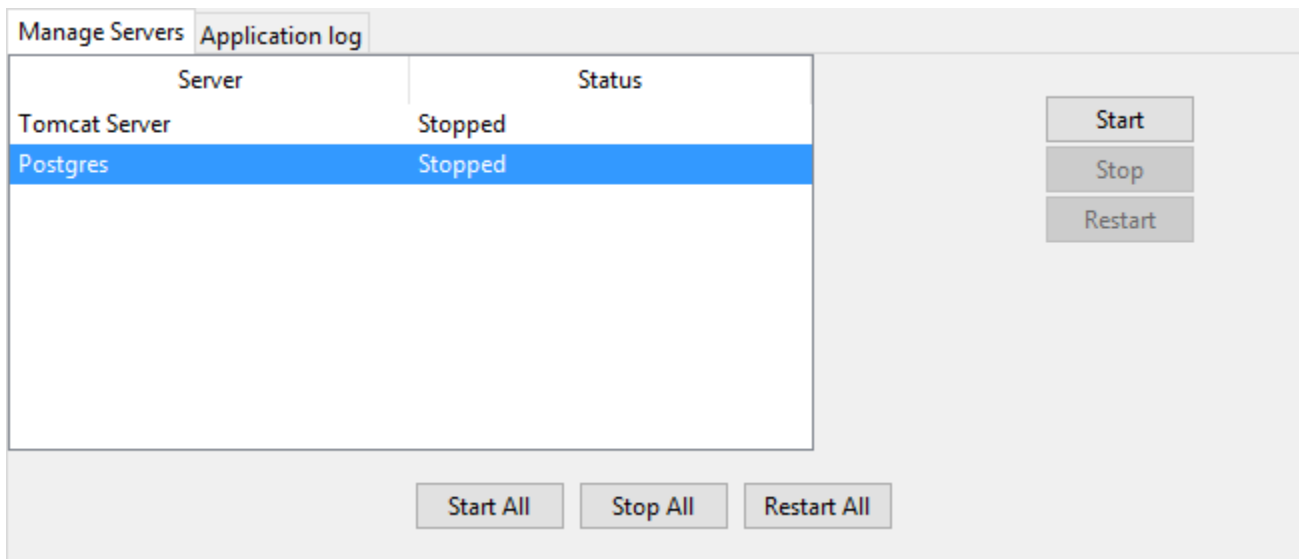 Manage Servers Application log
Server Status
Tomcat Server Stopped
Postgres Stopped
Start
Stop
Restart
Start All Stop All Restart All